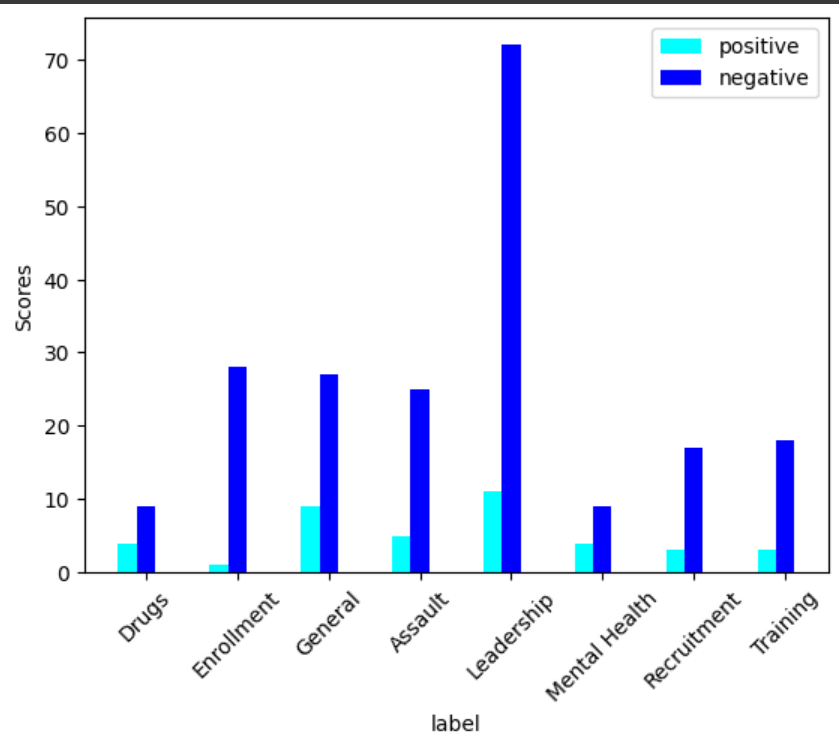 positive
negative
70
60
50
40
30
20
10
0
Scores
Drugs
Enrollment
General
Assault
Leadership
Mental Health
Recruitment
Training
label